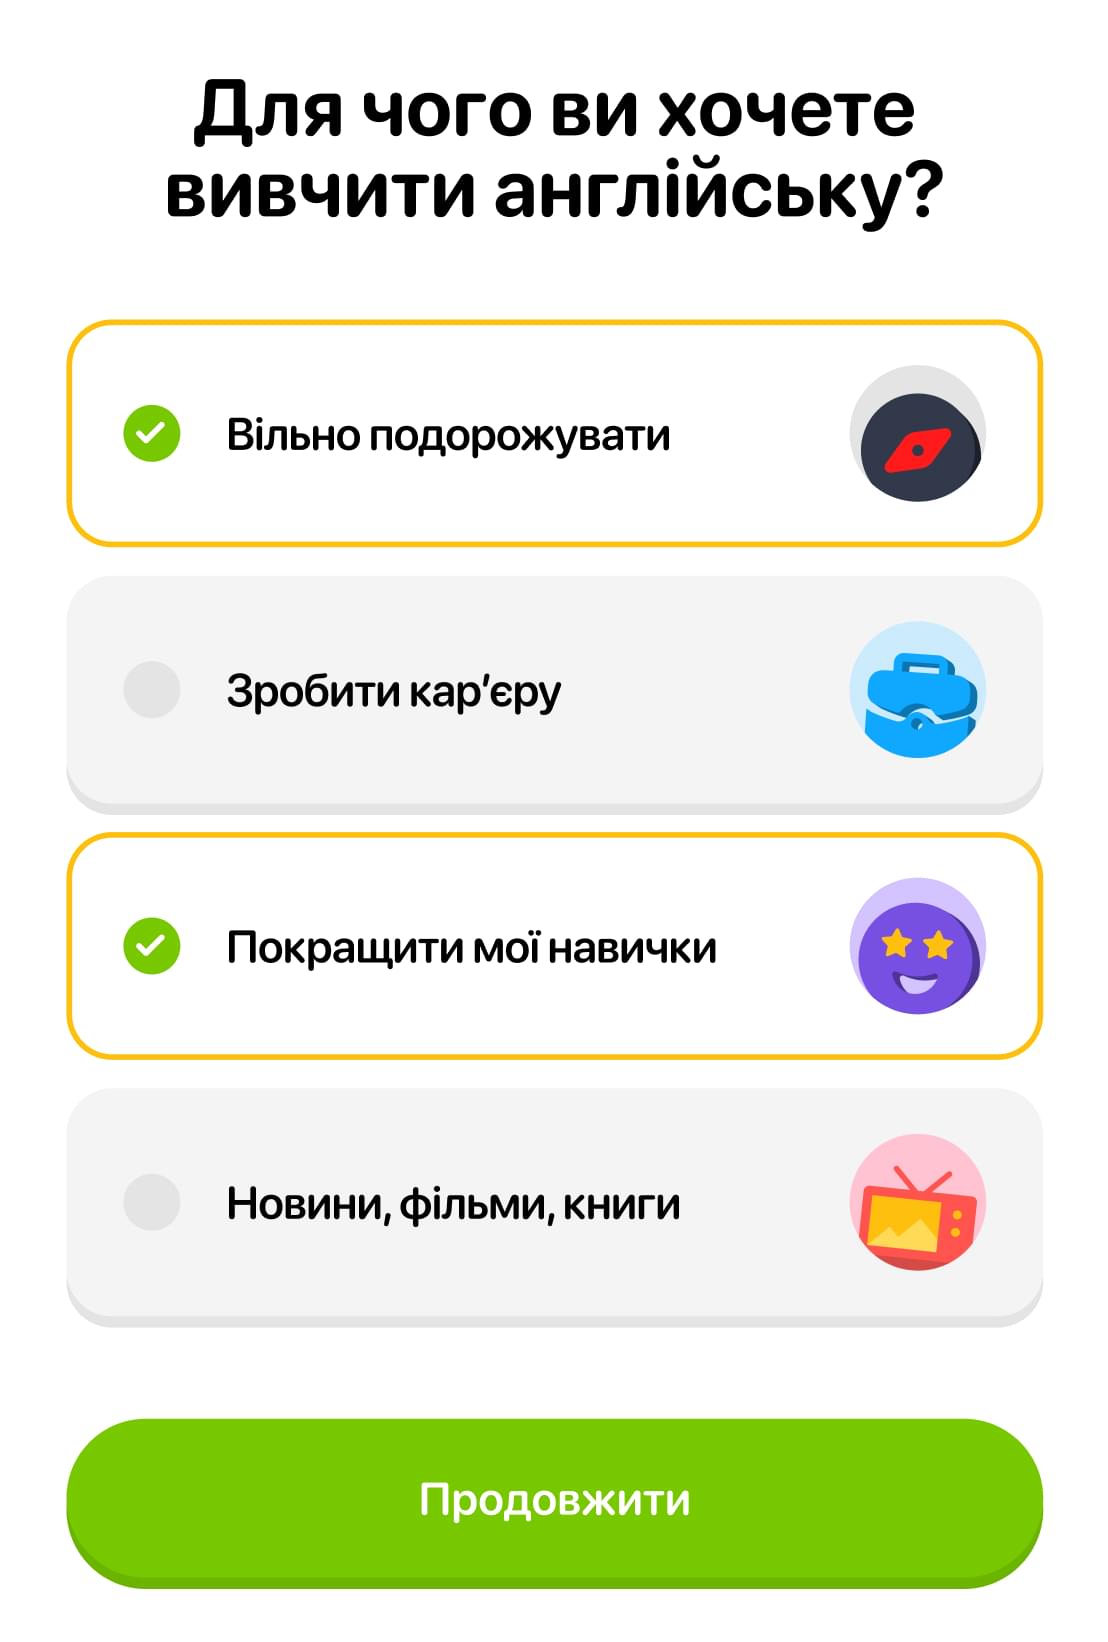 Для чого ви хочете
вивчити англійську?
Вільно подорожувати
Зробити кар’єру
Покращити мої навички
Новини, фільми, книги
Продовжити